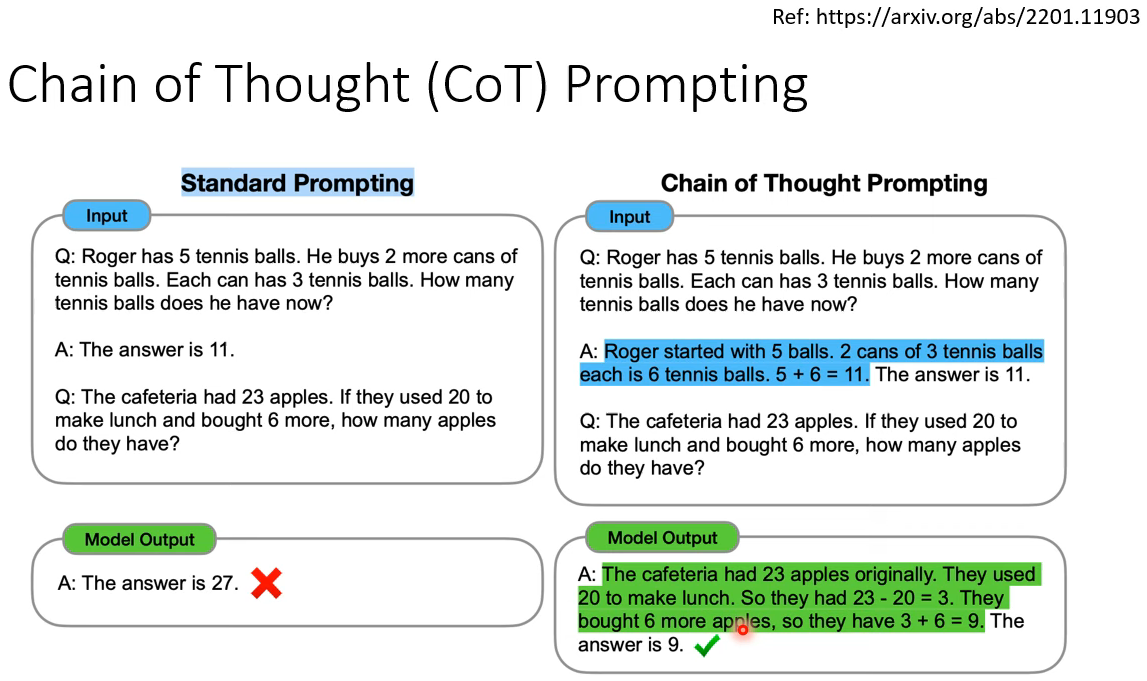 Ref: https://arxiv.org/abs/2201.11903
Chain of Thought (CoT) Prompting
Standard Prompting
Input
Q: Roger has 5 tennis balls. He buys 2 more cans of
tennis balls. Each can has 3 tennis balls. How many
tennis balls does he have now?
A: The answer is 11.
Q: The cafeteria had 23 apples. If they used 20 to
make lunch and bought 6 more, how many apples
do they have?
Model Output
A: The answer is 27.
Chain of Thought Prompting
Input
Q: Roger has 5 tennis balls. He buys 2 more cans of
tennis balls. Each can has 3 tennis balls. How many
tennis balls does he have now?
A: Roger started with 5 balls. 2 cans of 3 tennis balls
each is 6 tennis balls. 5 + 6 = 11. The answer is 11.
Q: The cafeteria had 23 apples. If they used 20 to
make lunch and bought 6 more, how many apples
do they have?
Model Output
A: The cafeteria had 23 apples originally. They used
20 to make lunch. So they had 23 - 20 = 3. They
bought 6 more apples, so they have 3 + 6 = 9. The
answer is 9.